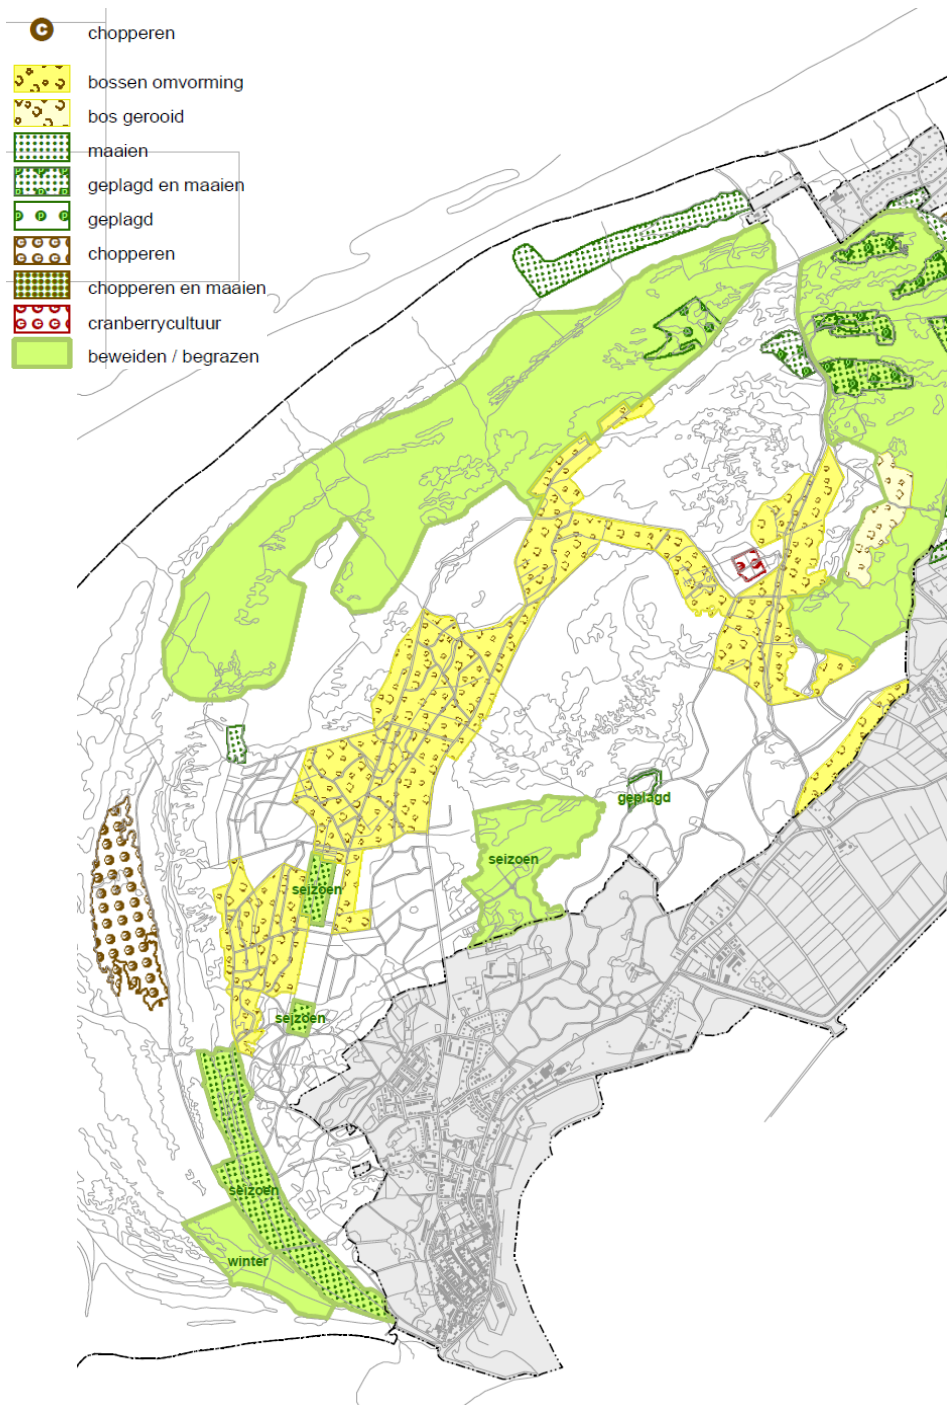 C
chopperen
bossen omvorming
bos gerooid
maaien
geplagd en maaien
geplagd
chopperen
chopperen en maaien
cranberrycultuur
beweiden / begrazen
geplagd
seizoen
seizoen
seizoen
seizoen
winter